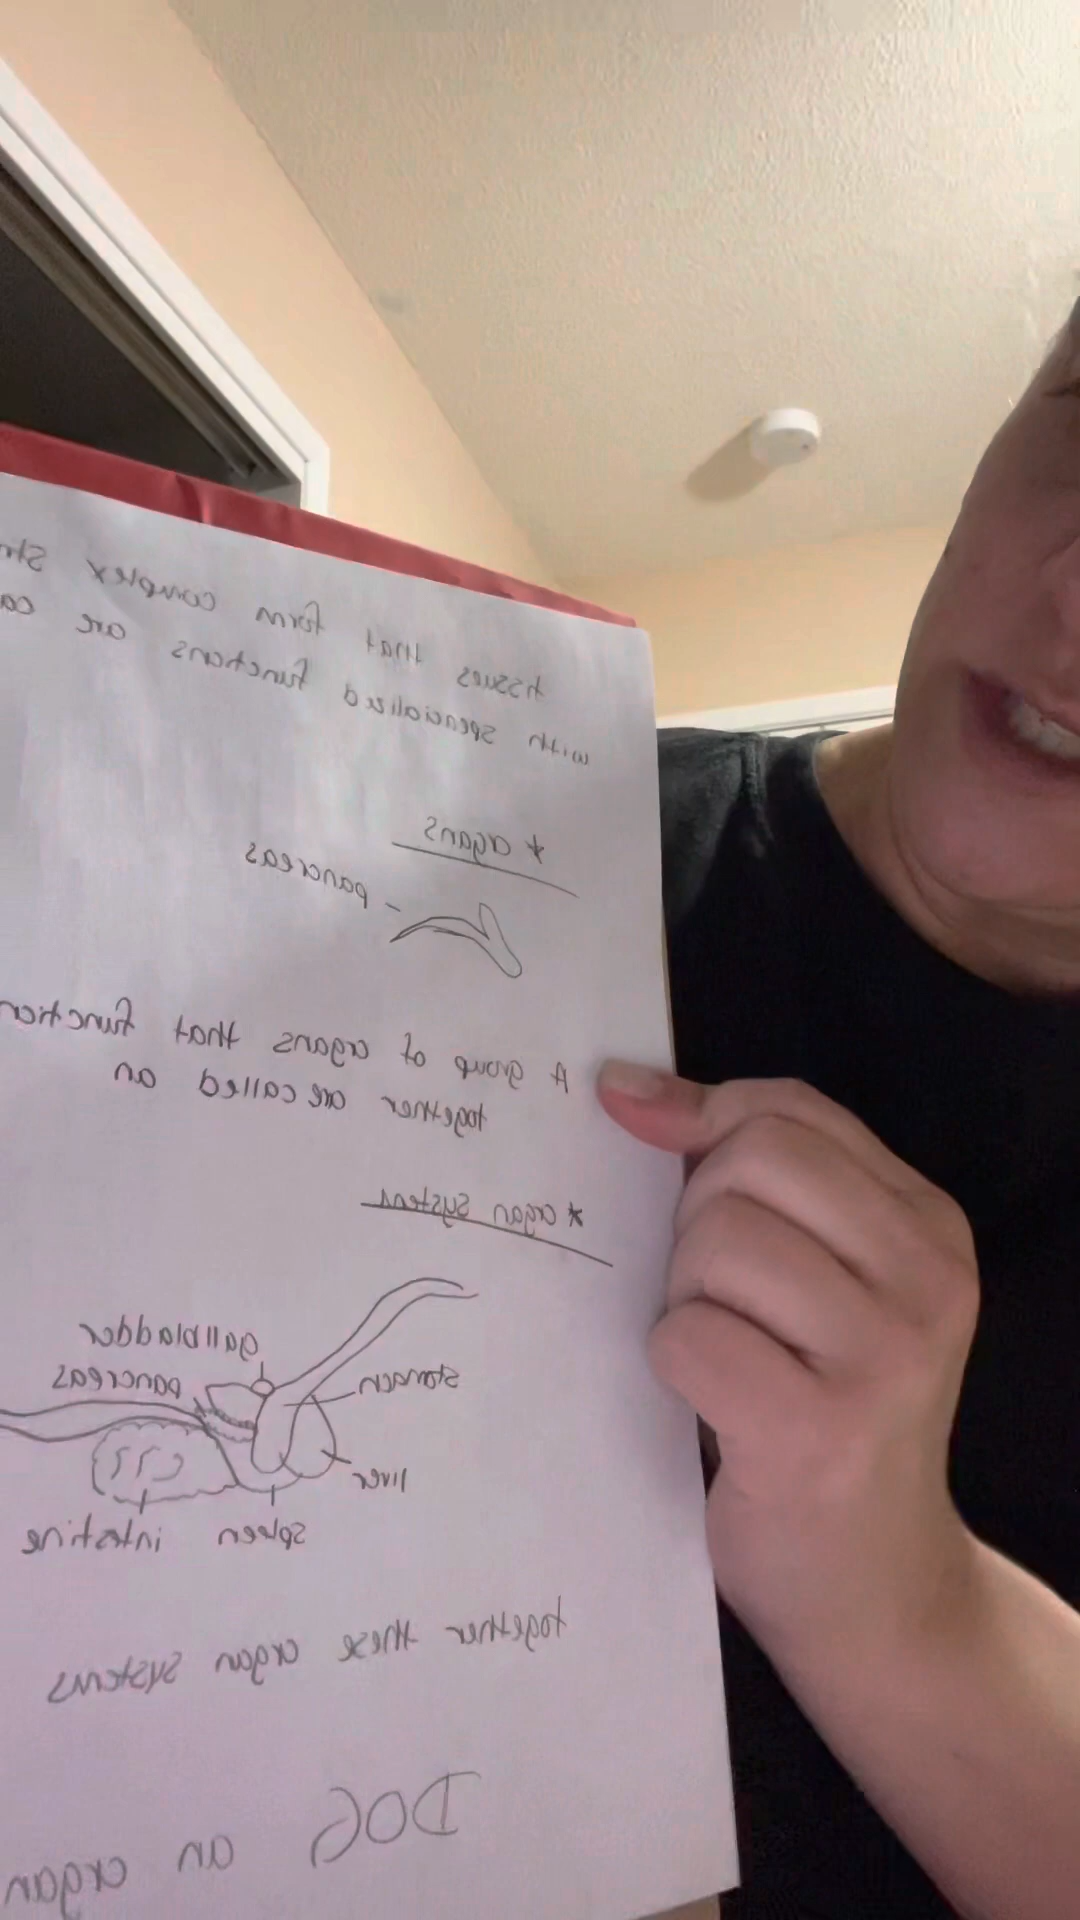 tissues that form complex
with specialized functions are
* organs
- pancreas
A group of organs that function
together are called an
* organ system
gallbladder
pancreas
stomach
liver
spleen intestine
together these organ systems
DOG an organ